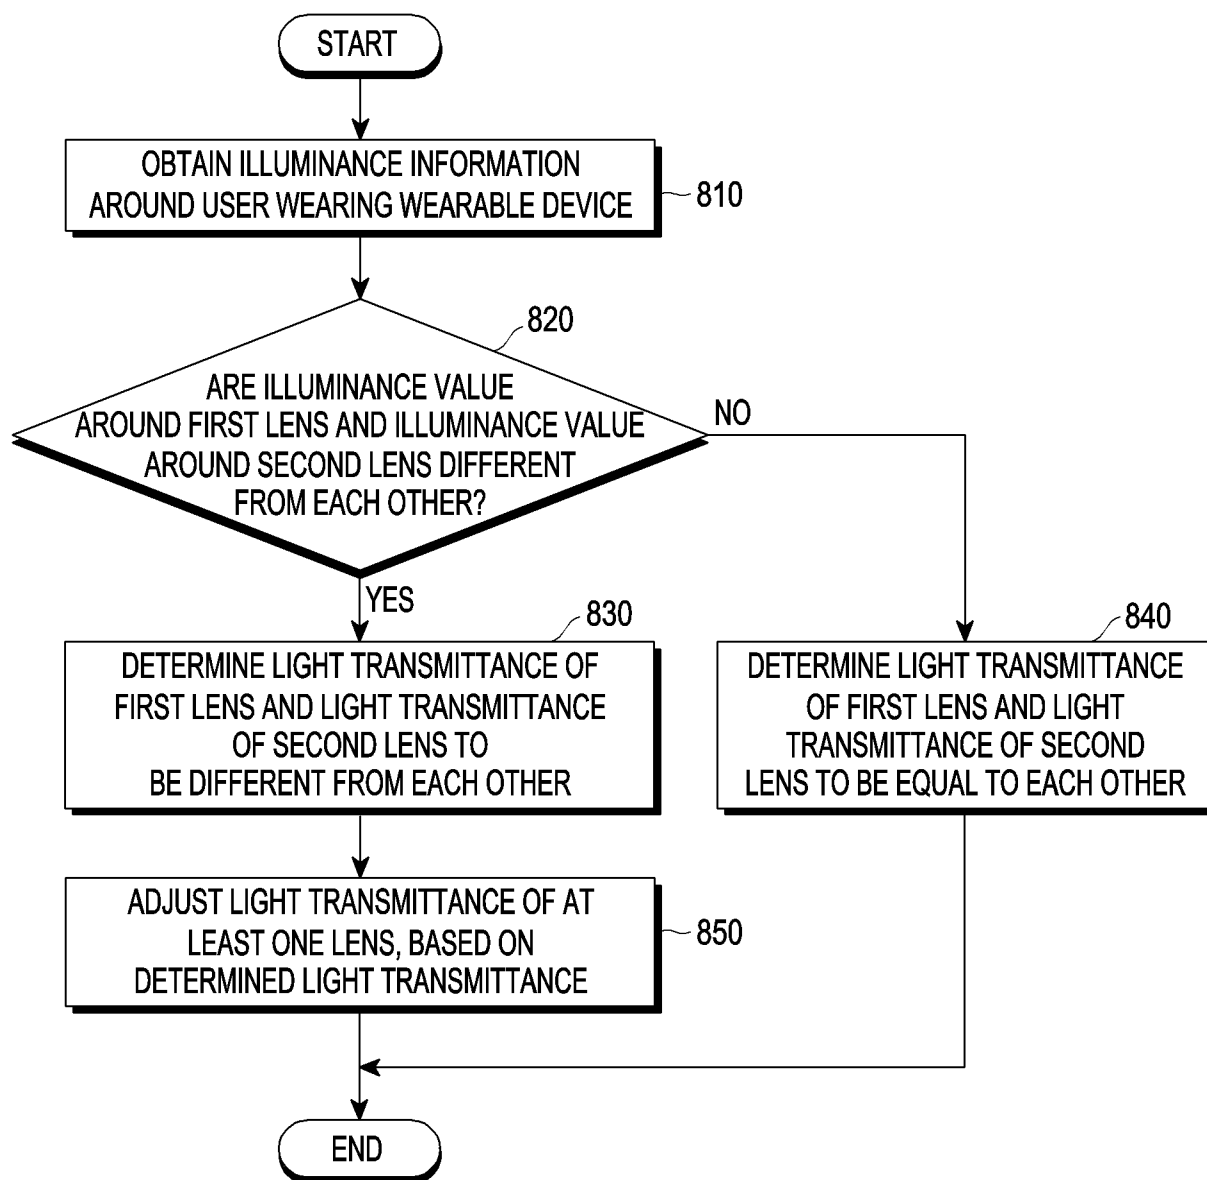 START
OBTAIN ILLUMINANCE INFORMATION
AROUND USER WEARING WEARABLE DEVICE
810
820
ARE ILLUMINANCE VALUE
AROUND FIRST LENS AND ILLUMINANCE VALUE
AROUND SECOND LENS DIFFERENT
FROM EACH OTHER?
NO
YES
830
DETERMINE LIGHT TRANSMITTANCE OF
FIRST LENS AND LIGHT TRANSMITTANCE
OF SECOND LENS TO
BE DIFFERENT FROM EACH OTHER
840
DETERMINE LIGHT TRANSMITTANCE
OF FIRST LENS AND LIGHT
TRANSMITTANCE OF SECOND
LENS TO BE EQUAL TO EACH OTHER
ADJUST LIGHT TRANSMITTANCE OF AT
LEAST ONE LENS, BASED ON
DETERMINED LIGHT TRANSMITTANCE
850
END